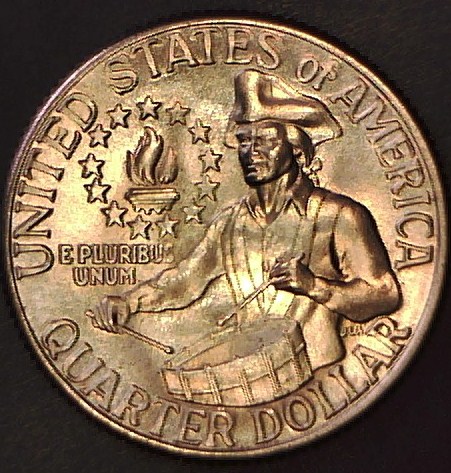 UNITED STATES of AMERICA
E PLURIBUS
UNUM
QUARTER DOLLAR